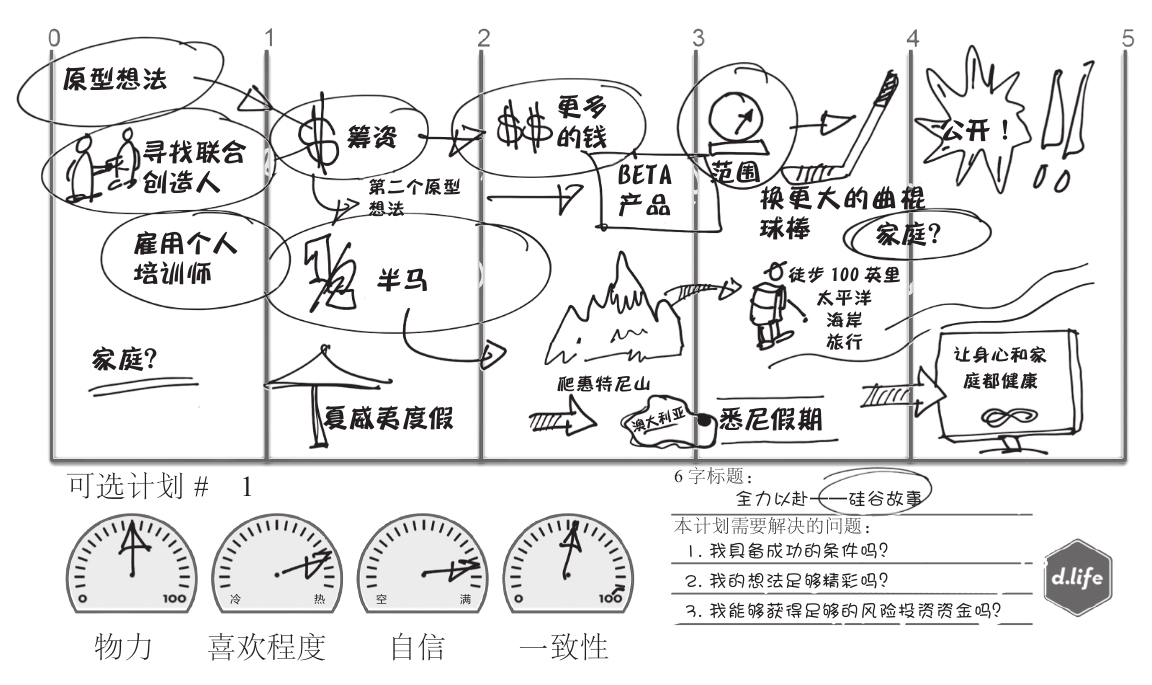 0 1 2 3 4 5
原型想法
寻找联合
创造人
雇用个人
培训师
家庭?
$
筹资
第二个原型
想法
半马
1/2
夏威夷度假
$$
更多
的钱
BETA
产品
爬惠特尼山
澳大利亚
范围
换更大的曲棍
球棒
徒步 100 英里
太平洋
海岸
旅行
悉尼假期
公开！
!!
家庭?
让身心和家
庭都健康
可选计划 # 1
0 100
物力
冷 热
喜欢程度
空 满
自信
0 100
一致性
6 字标题：
全力以赴——硅谷故事
本计划需要解决的问题：
1. 我具备成功的条件吗?
2. 我的想法足够精彩吗?
3. 我能够获得足够的风险投资资金吗?
d.life